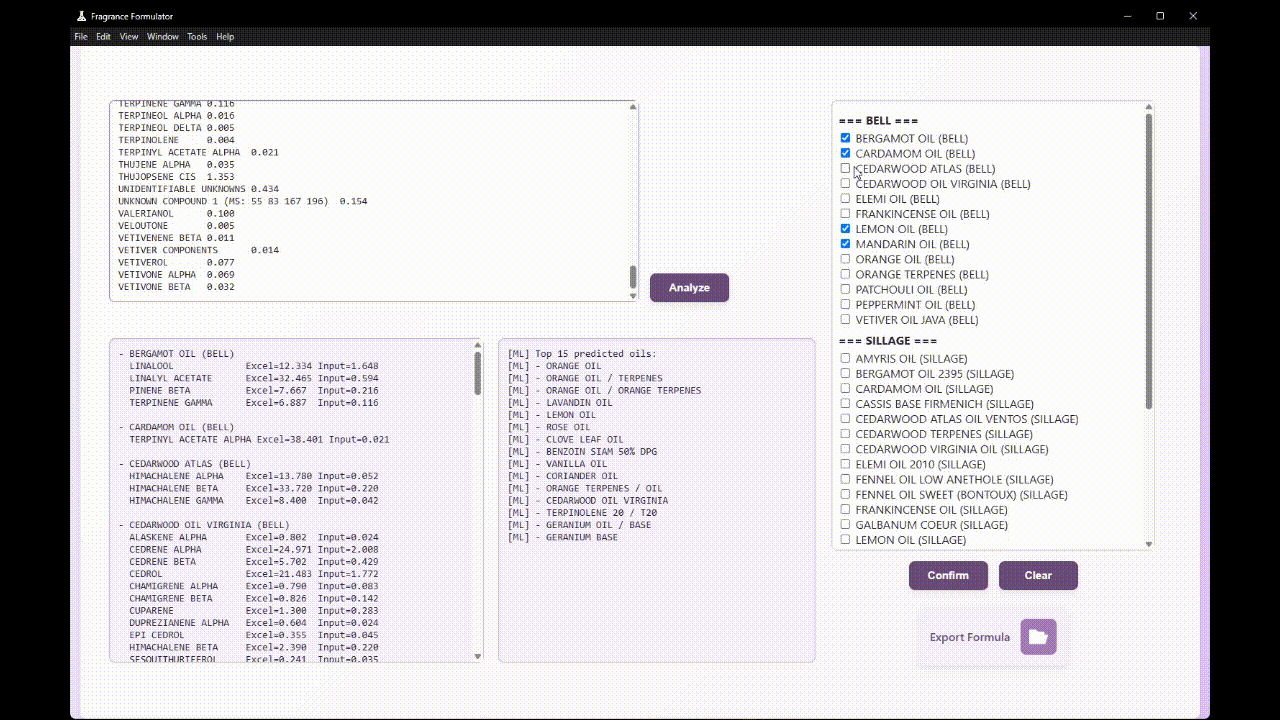 Fragrance Formulator
File Edit View Window Tools Help
TERPINENE GAMMA 0.116
TERPINEOL ALPHA 0.016
TERPINEOL DELTA 0.005
TERPINOLENE 0.004
TERPINYL ACETATE ALPHA 0.021
THUJENE ALPHA 0.035
THUJOPSENE CIS 1.353
UNIDENTIFIABLE UNKNOWNS 0.434
UNKNOWN COMPOUND 1 (MS: 55 83 167 196) 0.154
VALERIANOL 0.100
VELOUTONE 0.005
VETIVENENE BETA 0.011
VETIVER COMPONENTS 0.014
VETIVEROL 0.077
VETIVONE ALPHA 0.069
VETIVONE BETA 0.032
Analyze
- BERGAMOT OIL (BELL)
LINALOOL Excel=12.334 Input=1.648
LINALYL ACETATE Excel=32.465 Input=0.594
PINENE BETA Excel=7.667 Input=0.216
TERPINENE GAMMA Excel=6.887 Input=0.116
- CARDAMOM OIL (BELL)
TERPINYL ACETATE ALPHA Excel=38.401 Input=0.021
- CEDARWOOD ATLAS (BELL)
HIMACHALENE ALPHA Excel=13.780 Input=0.052
HIMACHALENE BETA Excel=33.720 Input=0.220
HIMACHALENE GAMMA Excel=8.400 Input=0.042
- CEDARWOOD OIL VIRGINIA (BELL)
ALASKENE ALPHA Excel=0.802 Input=0.024
CEDRENE ALPHA Excel=24.971 Input=2.008
CEDRENE BETA Excel=5.702 Input=0.429
CEDROL Excel=21.483 Input=1.772
CHAMIGRENE ALPHA Excel=0.790 Input=0.083
CHAMIGRENE BETA Excel=0.826 Input=0.142
CUPARENE Excel=1.300 Input=0.283
DUPREZIANENE ALPHA Excel=0.604 Input=0.024
EPI CEDROL Excel=0.355 Input=0.045
HIMACHALENE BETA Excel=2.390 Input=0.220
Excel=0.241 Input=0.035
[ML] Top 15 predicted oils:
[ML] - ORANGE OIL
[ML] - ORANGE OIL / TERPENES
[ML] - ORANGE OIL / ORANGE TERPENES
[ML] - LAVANDIN OIL
[ML] - LEMON OIL
[ML] - ROSE OIL
[ML] - CLOVE LEAF OIL
[ML] - BENZOIN SIAM 50% DPG
[ML] - VANILLA OIL
[ML] - CORIANDER OIL
[ML] - ORANGE TERPENES / OIL
[ML] - CEDARWOOD OIL VIRGINIA
[ML] - TERPINOLENE 20 / T20
[ML] - GERANIUM OIL / BASE
[ML] - GERANIUM BASE
=== BELL ===
BERGAMOT OIL (BELL)
CARDAMOM OIL (BELL)
CEDARWOOD ATLAS (BELL)
CEDARWOOD OIL VIRGINIA (BELL)
ELEMI OIL (BELL)
FRANKINCENSE OIL (BELL)
LEMON OIL (BELL)
MANDARIN OIL (BELL)
ORANGE OIL (BELL)
ORANGE TERPENES (BELL)
PATCHOULI OIL (BELL)
PEPPERMINT OIL (BELL)
VETIVER OIL JAVA (BELL)
=== SILLAGE ===
AMYRIS OIL (SILLAGE)
BERGAMOT OIL 2395 (SILLAGE)
CARDAMOM OIL (SILLAGE)
CASSIS BASE FIRMENICH (SILLAGE)
CEDARWOOD ATLAS OIL VENTOS (SILLAGE)
CEDARWOOD TERPENES (SILLAGE)
CEDARWOOD VIRGINIA OIL (SILLAGE)
ELEMI OIL 2010 (SILLAGE)
FENNEL OIL LOW ANETHOLE (SILLAGE)
FENNEL OIL SWEET (BONTOUX) (SILLAGE)
FRANKINCENSE OIL (SILLAGE)
GALBANUM COEUR (SILLAGE)
LEMON OIL (SILLAGE)
Confirm
Clear
Export Formula